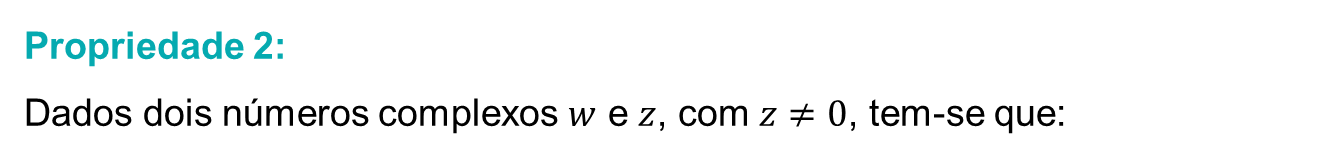 Propriedade 2:
Dados dois números complexos w e z, com z ≠ 0, tem-se que: